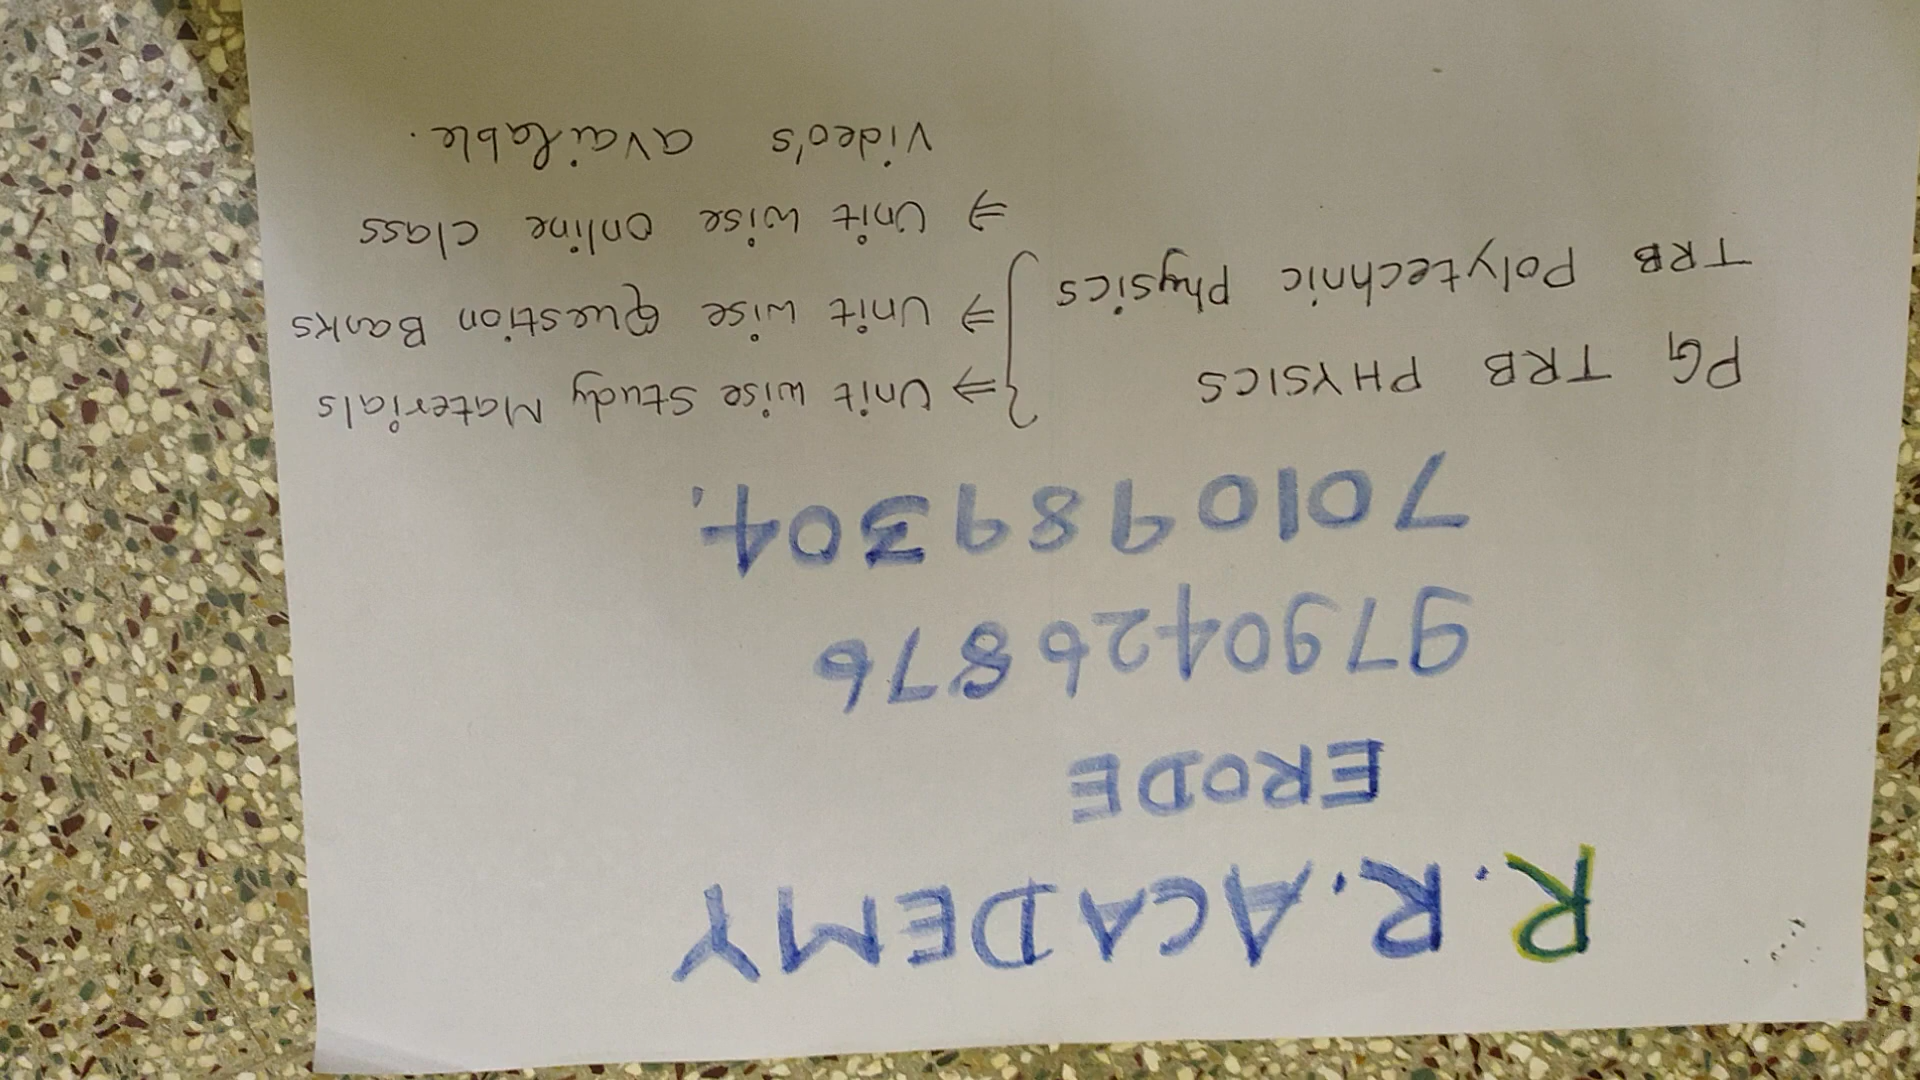 R.R.ACADEMY
ERODE
9790426876
7010989304.
PG TRB PHYSICS
TRB Polytechnic Physics
⇒ Unit wise Study Materials
⇒ Unit wise Question Banks
⇒ Unit wise Online class
Video's available.